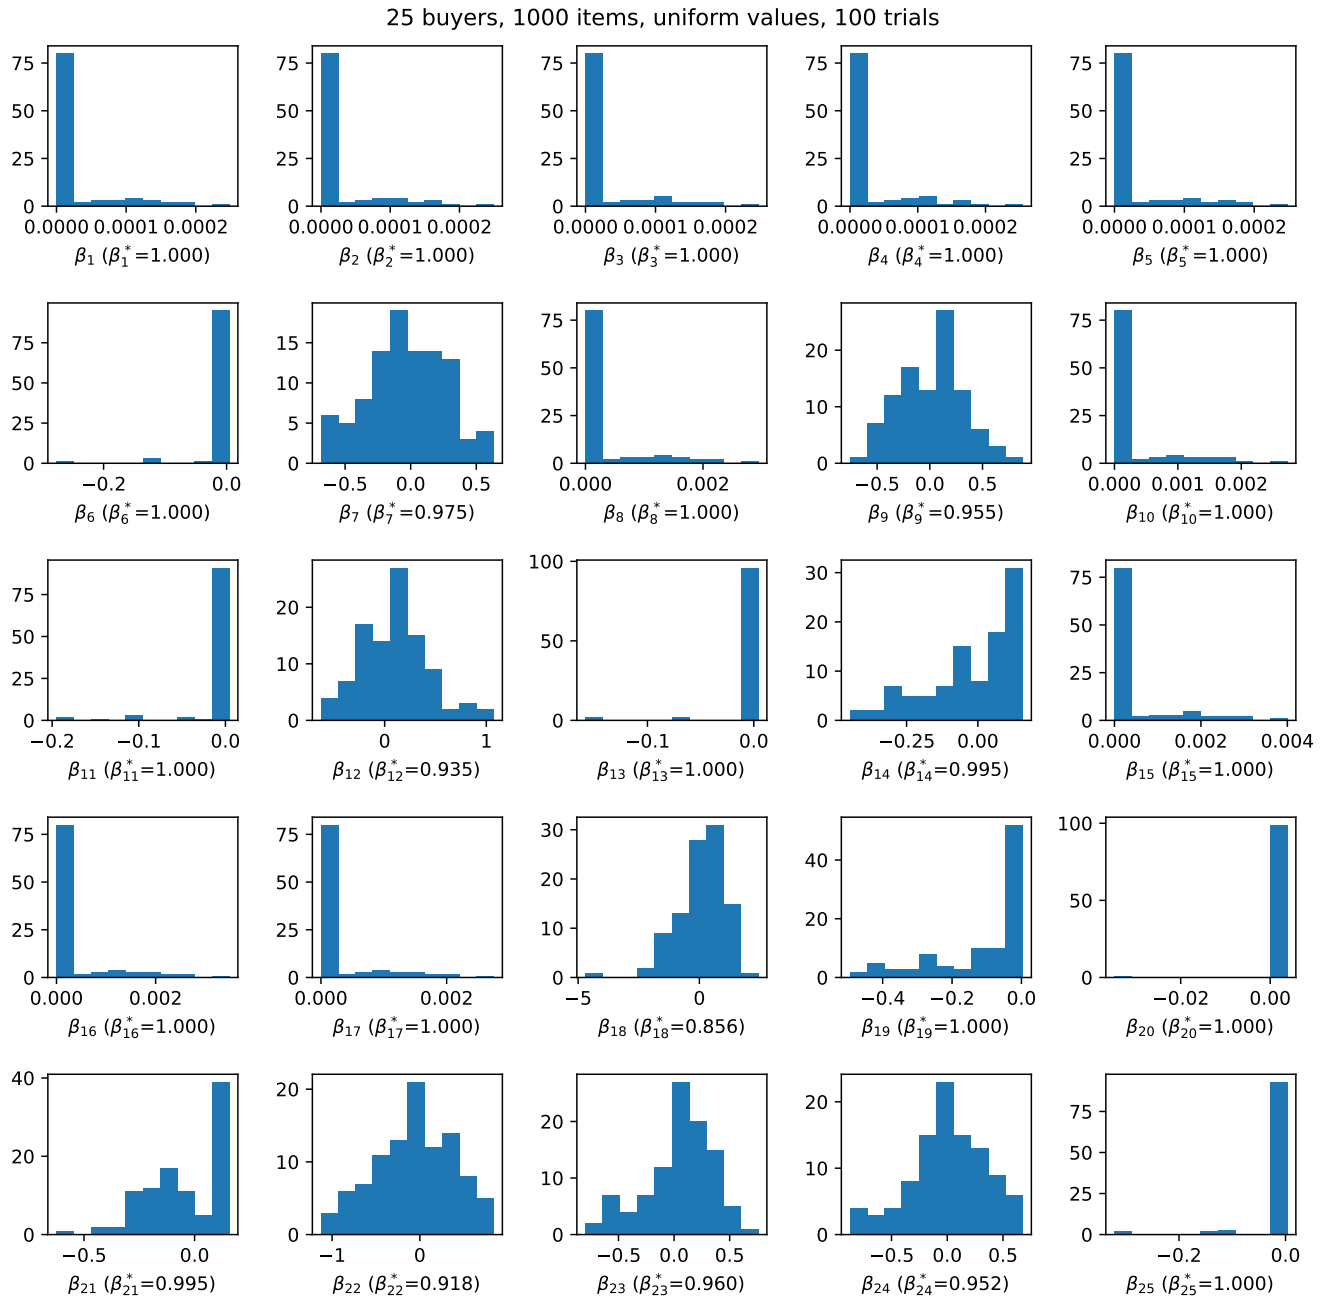 25 buyers, 1000 items, uniform values, 100 trials
75 50 25 0
0.0000 0.0001 0.0002
β₁ (β₁*=1.000)
75 50 25 0
0.0000 0.0001 0.0002
β₂ (β₂*=1.000)
75 50 25 0
0.0000 0.0001 0.0002
β₃ (β₃*=1.000)
75 50 25 0
0.0000 0.0001 0.0002
β₄ (β₄*=1.000)
75 50 25 0
0.0000 0.0001 0.0002
β₅ (β₅*=1.000)
75 50 25 0
−0.2 0.0
β₆ (β₆*=1.000)
15 10 5 0
−0.5 0.0 0.5
β₇ (β₇*=0.975)
75 50 25 0
0.000 0.002
β₈ (β₈*=1.000)
20 10 0
−0.5 0.0 0.5
β₉ (β₉*=0.955)
75 50 25 0
0.000 0.001 0.002
β₁₀ (β₁₀*=1.000)
75 50 25 0
−0.2 −0.1 0.0
β₁₁ (β₁₁*=1.000)
20 10 0
0 1
β₁₂ (β₁₂*=0.935)
100 50 0
−0.1 0.0
β₁₃ (β₁₃*=1.000)
30 20 10 0
−0.25 0.00
β₁₄ (β₁₄*=0.995)
75 50 25 0
0.000 0.002 0.004
β₁₅ (β₁₅*=1.000)
75 50 25 0
0.000 0.002
β₁₆ (β₁₆*=1.000)
75 50 25 0
0.000 0.002
β₁₇ (β₁₇*=1.000)
30 20 10 0
−5 0
β₁₈ (β₁₈*=0.856)
40 20 0
−0.4 −0.2 0.0
β₁₉ (β₁₉*=1.000)
100 50 0
−0.02 0.00
β₂₀ (β₂₀*=1.000)
40 20 0
−0.5 0.0
β₂₁ (β₂₁*=0.995)
20 10 0
−1 0
β₂₂ (β₂₂*=0.918)
20 10 0
−0.5 0.0 0.5
β₂₃ (β₂₃*=0.960)
20 10 0
−0.5 0.0 0.5
β₂₄ (β₂₄*=0.952)
75 50 25 0
−0.2 0.0
β₂₅ (β₂₅*=1.000)